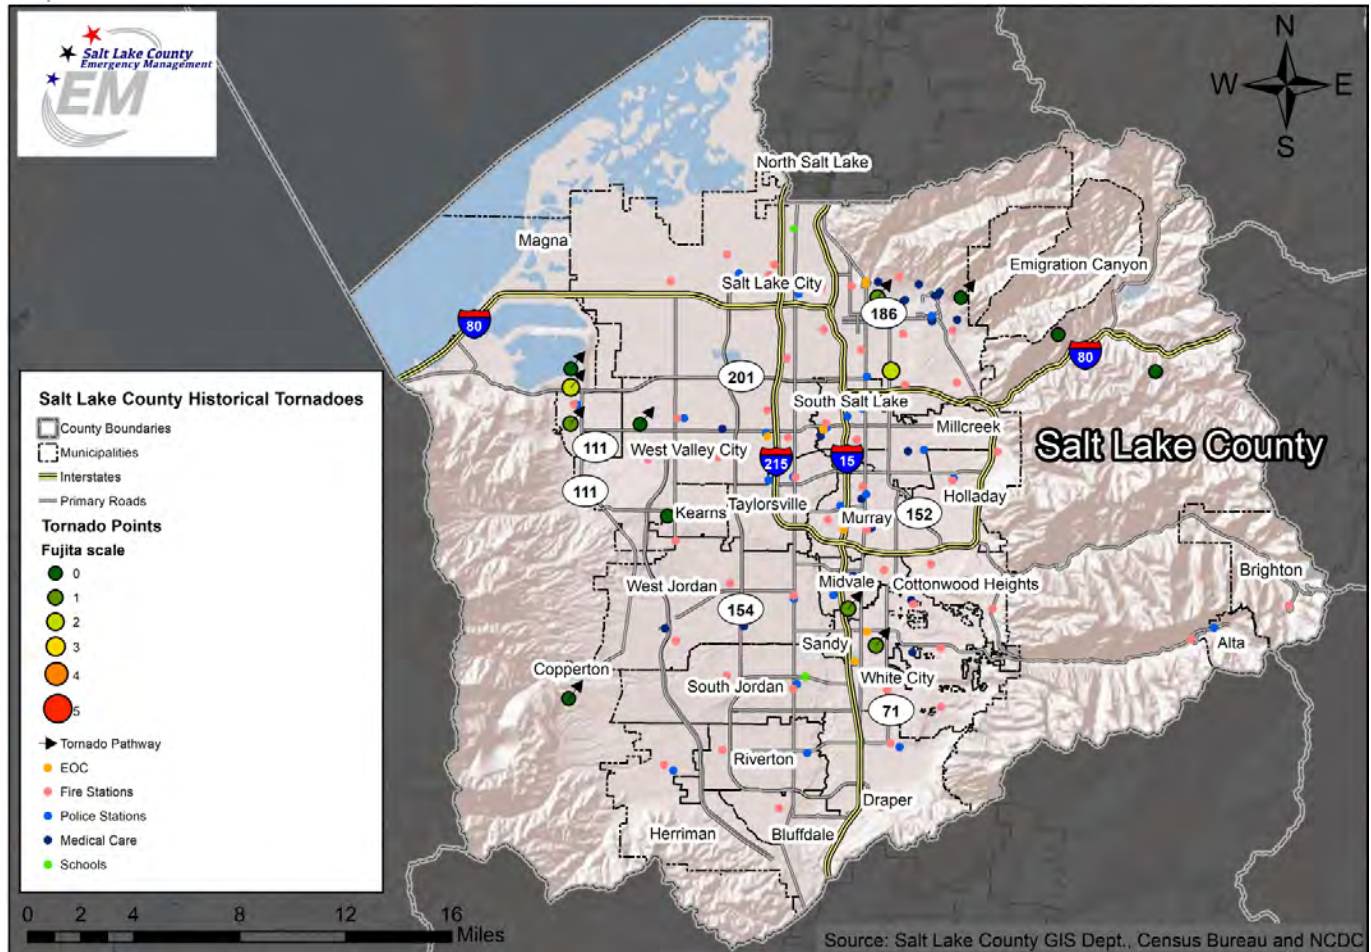 Salt Lake County
Emergency Management
EM
N
W
E
S
North Salt Lake
Magna
Emigration Canyon
Salt Lake City
186
80
80
201
South Salt Lake
Millcreek
Salt Lake County
111
West Valley City
215
15
111
Holladay
Kearns
Taylorsville
Murray
152
West Jordan
Midvale
Cottonwood Heights
Brighton
154
Sandy
Alta
Copperton
White City
South Jordan
71
Riverton
Draper
Herriman
Bluffdale
Salt Lake County Historical Tornadoes
County Boundaries
Municipalities
Interstates
Primary Roads
Tornado Points
Fujita scale
0
1
2
3
4
5
Tornado Pathway
EOC
Fire Stations
Police Stations
Medical Care
Schools
0 2 4 8 12 16
Miles
Source: Salt Lake County GIS Dept., Census Bureau and NCDC